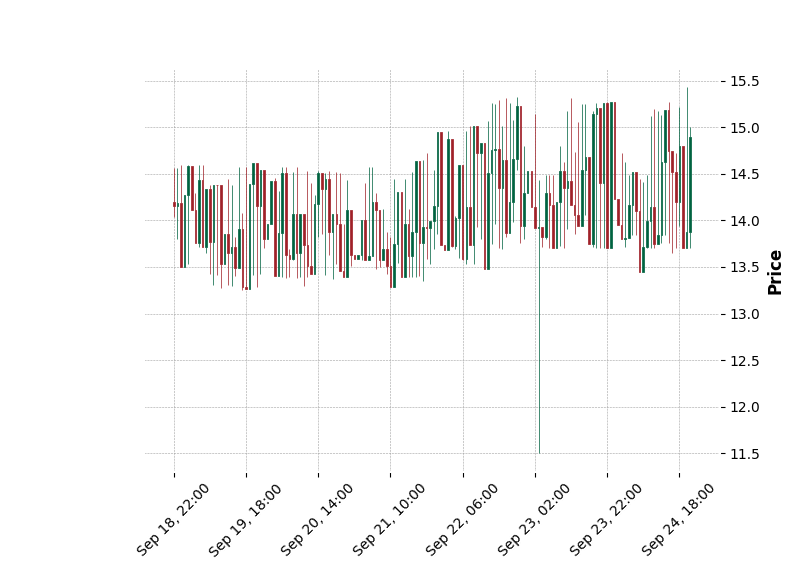 15.5
15.0
14.5
14.0
13.5
13.0
12.5
12.0
11.5
Price
Sep 18, 22:00
Sep 19, 18:00
Sep 20, 14:00
Sep 21, 10:00
Sep 22, 06:00
Sep 23, 02:00
Sep 23, 22:00
Sep 24, 18:00